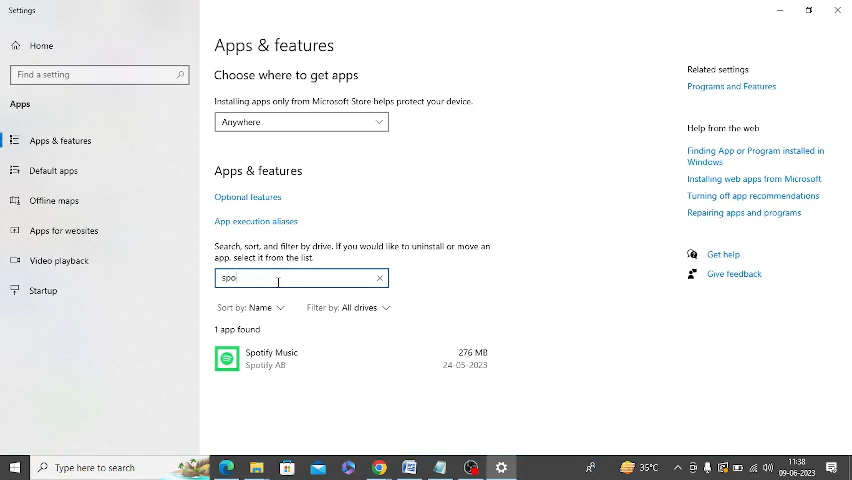 Settings
Home
Find a setting
Apps
Apps & features
Default apps
Offline maps
Apps for websites
Video playback
Startup
Apps & features
Choose where to get apps
Installing apps only from Microsoft Store helps protect your device.
Anywhere
Apps & features
Optional features
App execution aliases
Search, sort, and filter by drive. If you would like to uninstall or move an
app, select it from the list.
spo
Sort by: Name Filter by: All drives
1 app found
Spotify Music 276 MB
Spotify AB 24-05-2023
Related settings
Programs and Features
Help from the web
Finding App or Program installed in
Windows
Installing web apps from Microsoft
Turning off app recommendations
Repairing apps and programs
Get help
Give feedback
Type here to search
35°C
11:38
09-06-2023